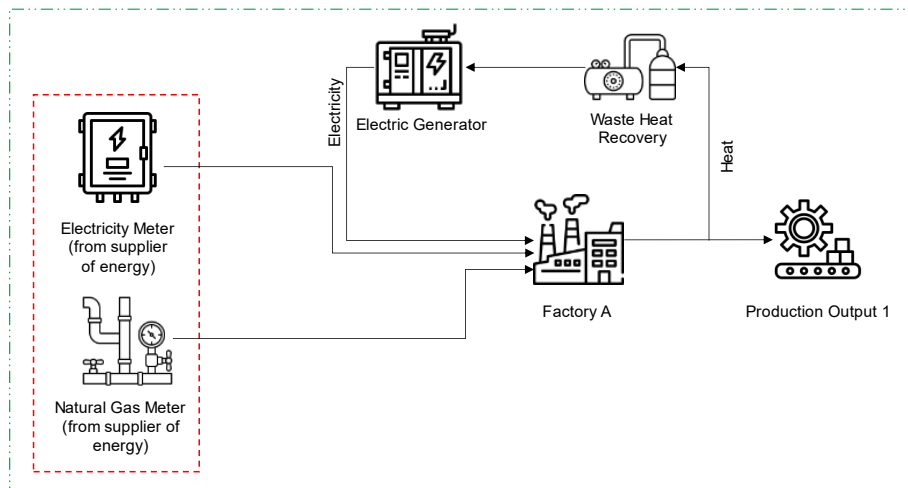 Electricity
Electric Generator
Waste Heat
Recovery
Heat
Electricity Meter
(from supplier
of energy)
Factory A
Production Output 1
Natural Gas Meter
(from supplier of
energy)